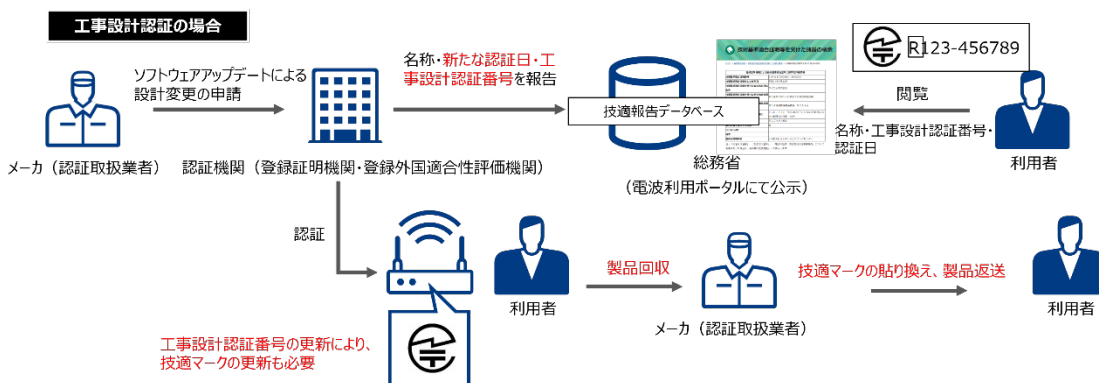 工事設計認証の場合
ソフトウェアアップデートによる
設計変更の申請
名称・新たな認証日・工
事設計認証番号を報告
技適報告データベース
R123-456789
閲覧
名称・工事設計認証番号・
認証日
メーカ（認証取扱業者）
認証機関（登録証明機関・登録外国適合性評価機関）
総務省
（電波利用ポータルにて公示）
利用者
認証
利用者
製品回収
メーカ（認証取扱業者）
技適マークの貼り換え、製品返送
利用者
工事設計認証番号の更新により、
技適マークの更新も必要